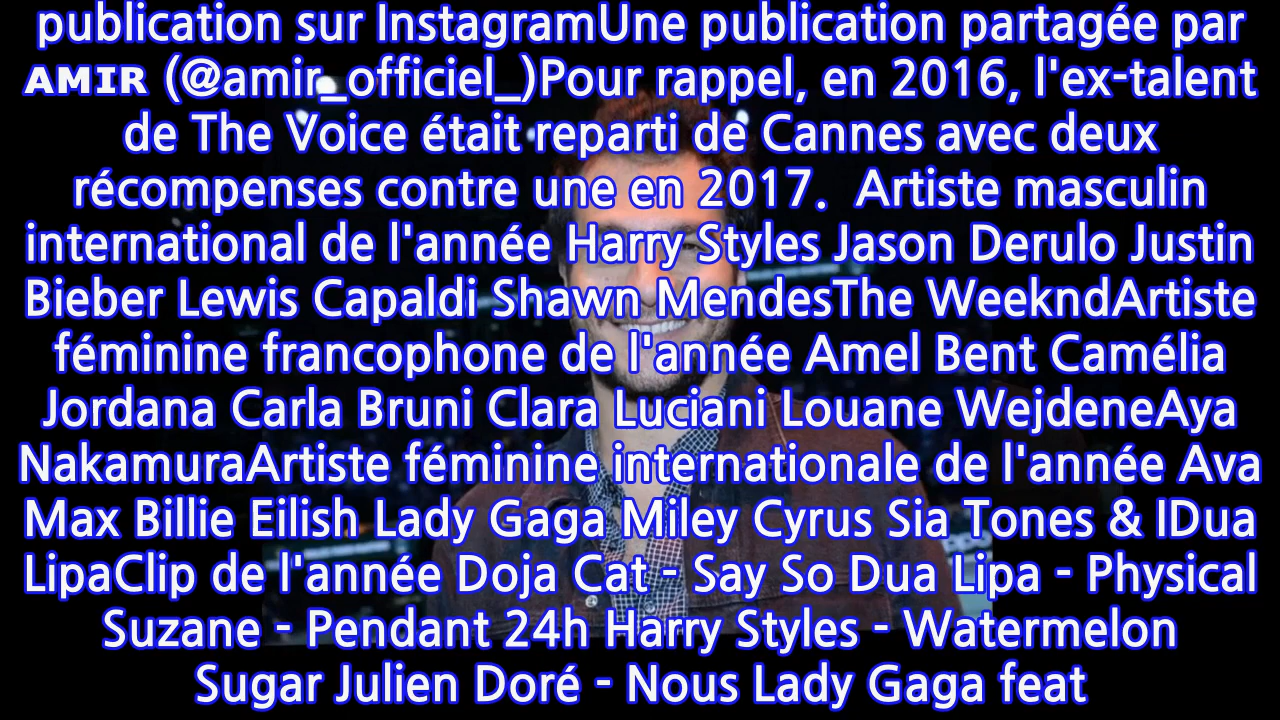 publication sur InstagramUne publication partagée par
ᴀᴍɪʀ (@amir_officiel_)Pour rappel, en 2016, l'ex-talent
de The Voice était reparti de Cannes avec deux
récompenses contre une en 2017.  Artiste masculin
international de l'année Harry Styles Jason Derulo Justin
Bieber Lewis Capaldi Shawn MendesThe WeekndArtiste
féminine francophone de l'année Amel Bent Camélia
Jordana Carla Bruni Clara Luciani Louane WejdeneAya
NakamuraArtiste féminine internationale de l'année Ava
Max Billie Eilish Lady Gaga Miley Cyrus Sia Tones & IDua
LipaClip de l'année Doja Cat - Say So Dua Lipa - Physical
Suzane - Pendant 24h Harry Styles - Watermelon
Sugar Julien Doré - Nous Lady Gaga feat